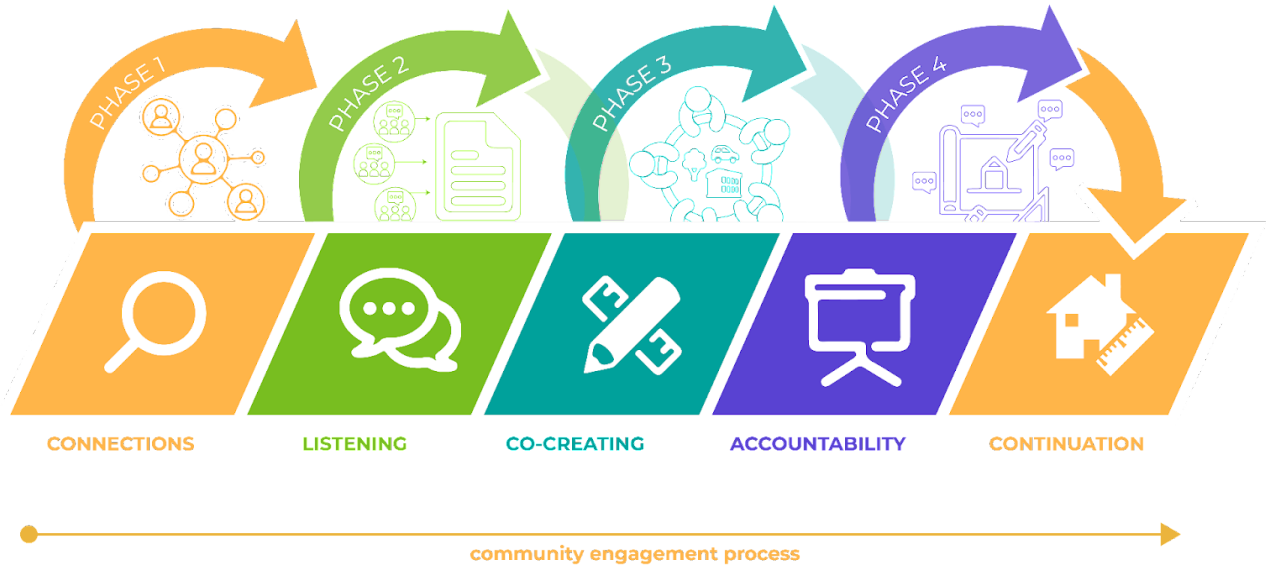 PHASE 1
PHASE 2
PHASE 3
PHASE 4
CONNECTIONS
LISTENING
CO-CREATING
ACCOUNTABILITY
CONTINUATION
community engagement process